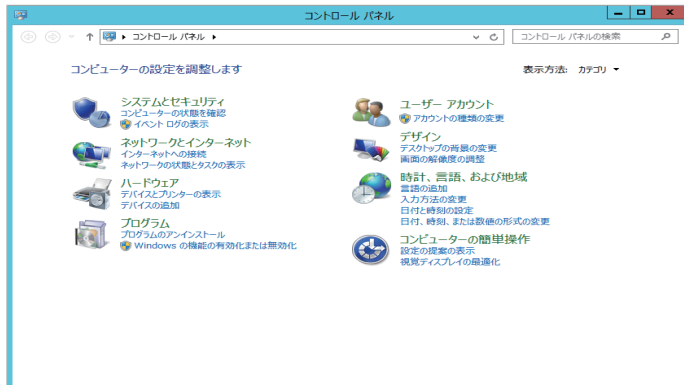 コントロール パネル
コントロール パネル
コントロール パネルの検索
コンピューターの設定を調整します
表示方法: カテゴリ
システムとセキュリティ
コンピューターの状態を確認
イベント ログの表示
ネットワークとインターネット
インターネットへの接続
ネットワークの状態とタスクの表示
ハードウェア
デバイスとプリンターの表示
デバイスの追加
プログラム
プログラムのアンインストール
Windows の機能の有効化または無効化
ユーザー アカウント
アカウントの種類の変更
デザイン
デスクトップの背景の変更
画面の解像度の調整
時計、言語、および地域
言語の追加
入力方法の変更
日付と時刻の設定
日付、時刻、または数値の形式の変更
コンピューターの簡単操作
設定の提案の表示
視覚ディスプレイの最適化